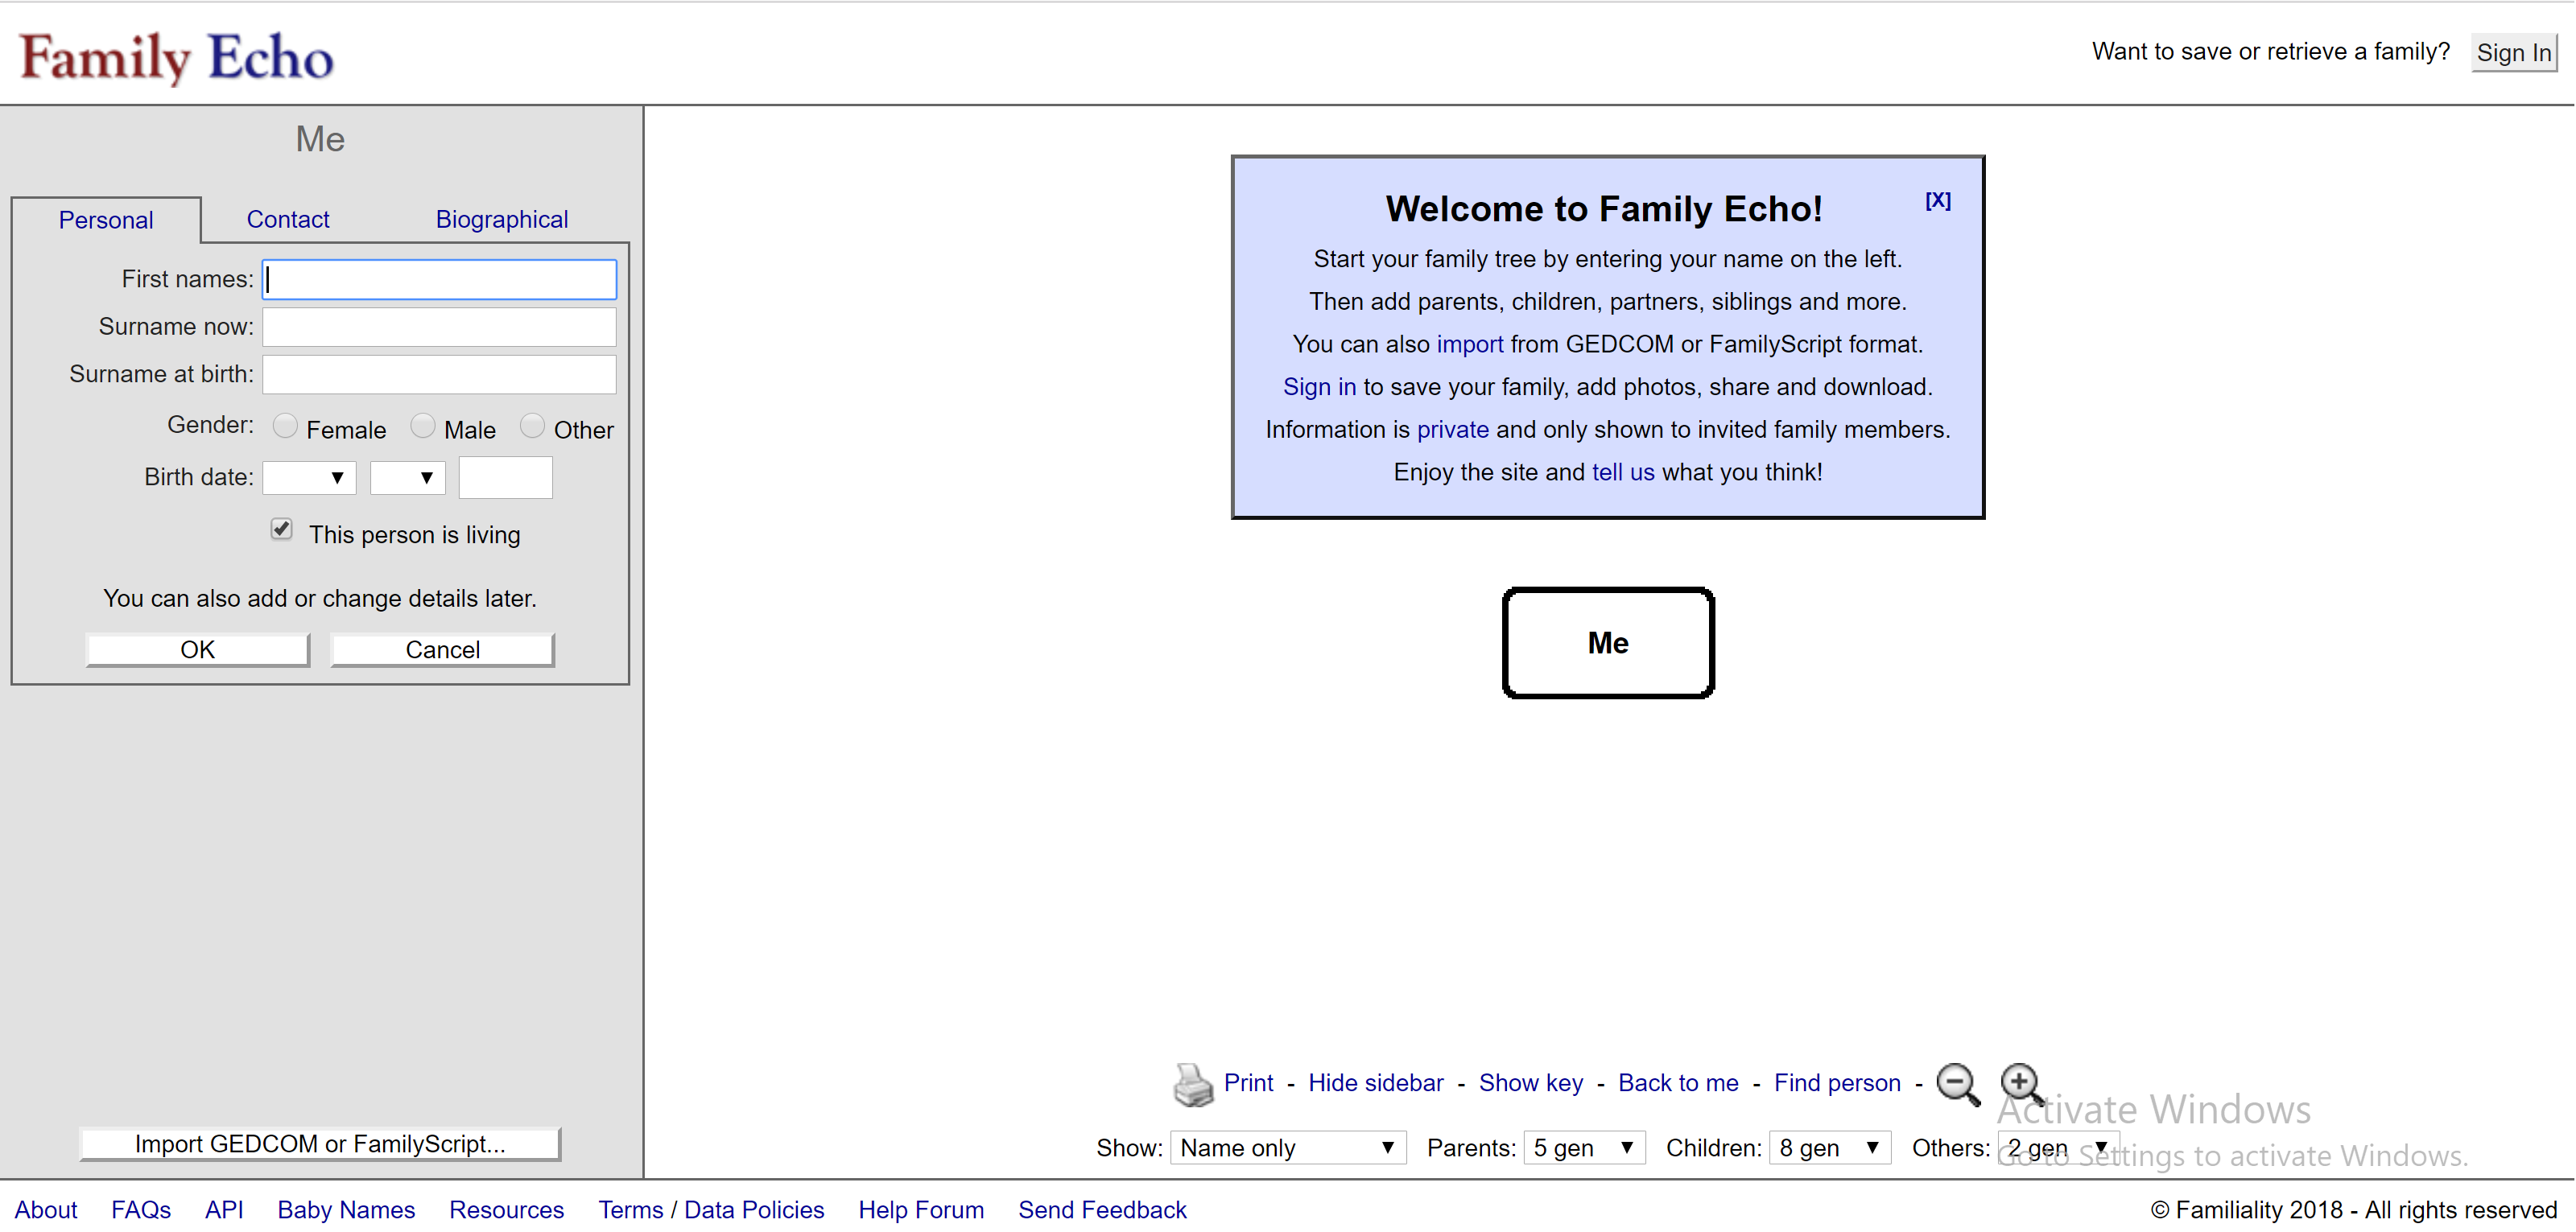 Family Echo
Want to save or retrieve a family? Sign In
Me
Personal Contact Biographical
First names:
Surname now:
Surname at birth:
Gender: Female Male Other
Birth date:
This person is living
You can also add or change details later.
OK Cancel
Import GEDCOM or FamilyScript...
Welcome to Family Echo! [X]
Start your family tree by entering your name on the left.
Then add parents, children, partners, siblings and more.
You can also import from GEDCOM or FamilyScript format.
Sign in to save your family, add photos, share and download.
Information is private and only shown to invited family members.
Enjoy the site and tell us what you think!
Me
Print - Hide sidebar - Show key - Back to me - Find person -
Show: Name only Parents: 5 gen Children: 8 gen Others: 2 gen
Activate Windows
Go to Settings to activate Windows.
About FAQs API Baby Names Resources Terms / Data Policies Help Forum Send Feedback
© Familiality 2018 - All rights reserved